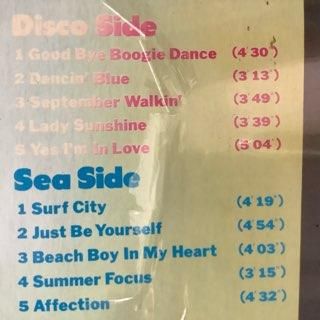 Disco Side
1 Good Bye Boogie Dance (4'30")
2 Dancin' Blue (3'13")
3 September Walkin' (3'49")
4 Lady Sunshine (3'39")
5 Yes I'm In Love (5'04")
Sea Side
1 Surf City (4'19")
2 Just Be Yourself (4'54")
3 Beach Boy In My Heart (4'03")
4 Summer Focus (3'15")
5 Affection (4'32")